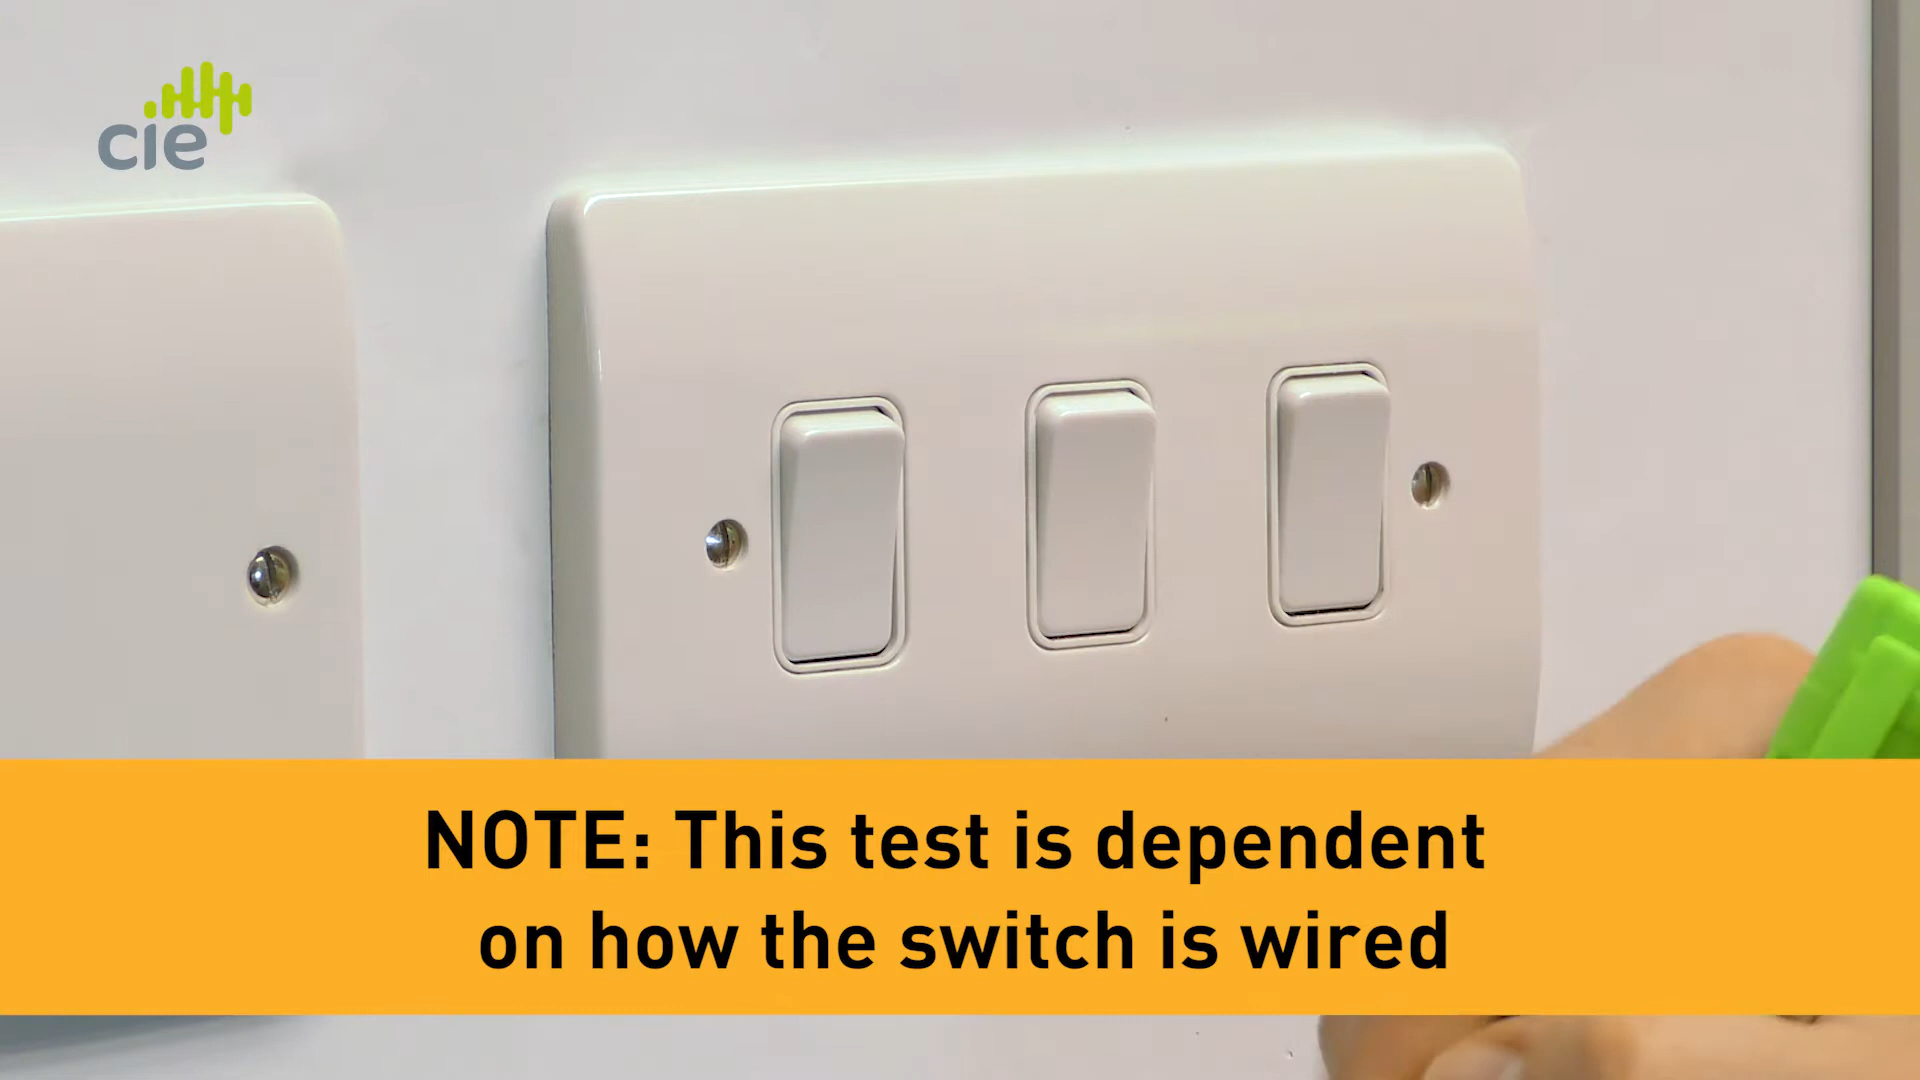 cie
NOTE: This test is dependent
on how the switch is wired